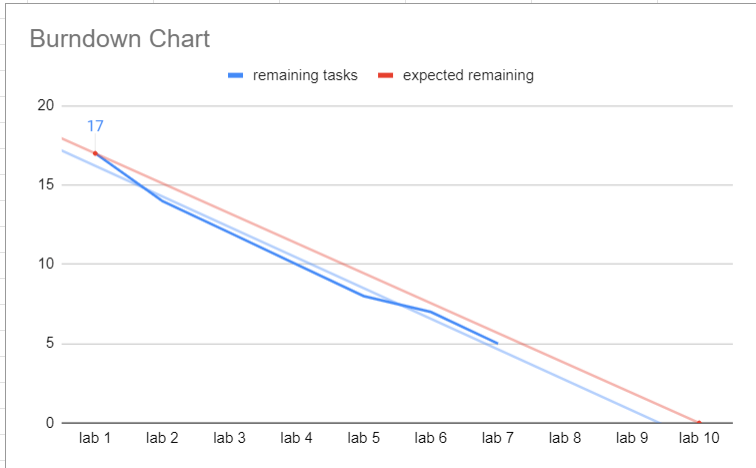 Burndown Chart
remaining tasks expected remaining
20
17
15
10
5
0
lab 1 lab 2 lab 3 lab 4 lab 5 lab 6 lab 7 lab 8 lab 9 lab 10